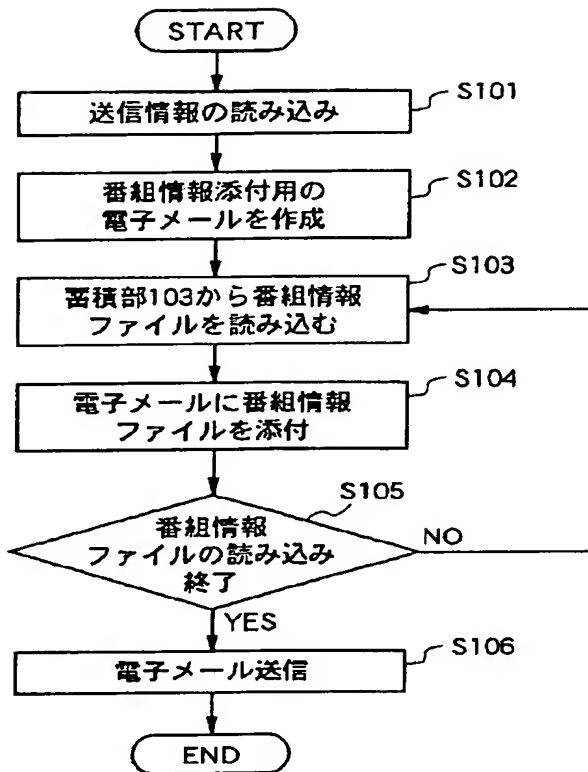 START
送信情報の読み込み
S101
番組情報添付用の
電子メールを作成
S102
蓄積部103から番組情報
ファイルを読み込む
S103
電子メールに番組情報
ファイルを添付
S104
番組情報
ファイルの読み込み
終了
S105
NO
YES
電子メール送信
S106
END